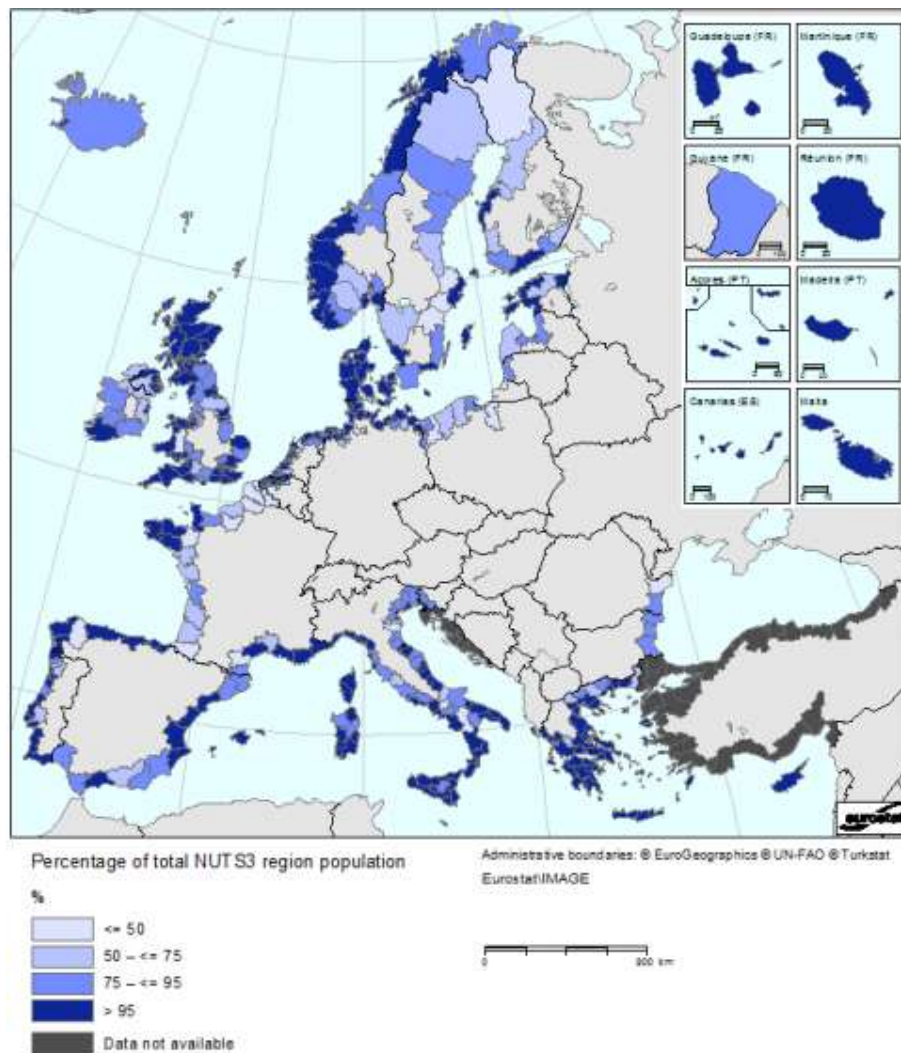 Guadeloupe (FR)
Martinique (FR)
Guyane (FR)
Réunion (FR)
Açores (PT)
Madeira (PT)
Canarias (ES)
Malta
eurostat
Percentage of total NUTS3 region population
%
<= 50
50 – <= 75
75 – <= 95
> 95
Data not available
Administrative boundaries: © EuroGeographics © UN-FAO © Turkstat
Eurostat\IMAGE
0 800 km